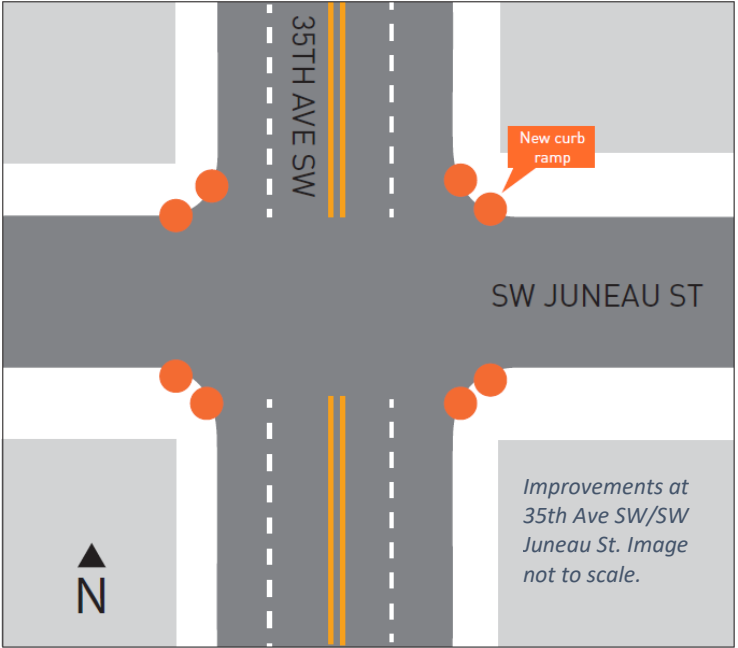 35TH AVE SW
New curb
ramp
SW JUNEAU ST
Improvements at
35th Ave SW/SW
Juneau St. Image
not to scale.
N